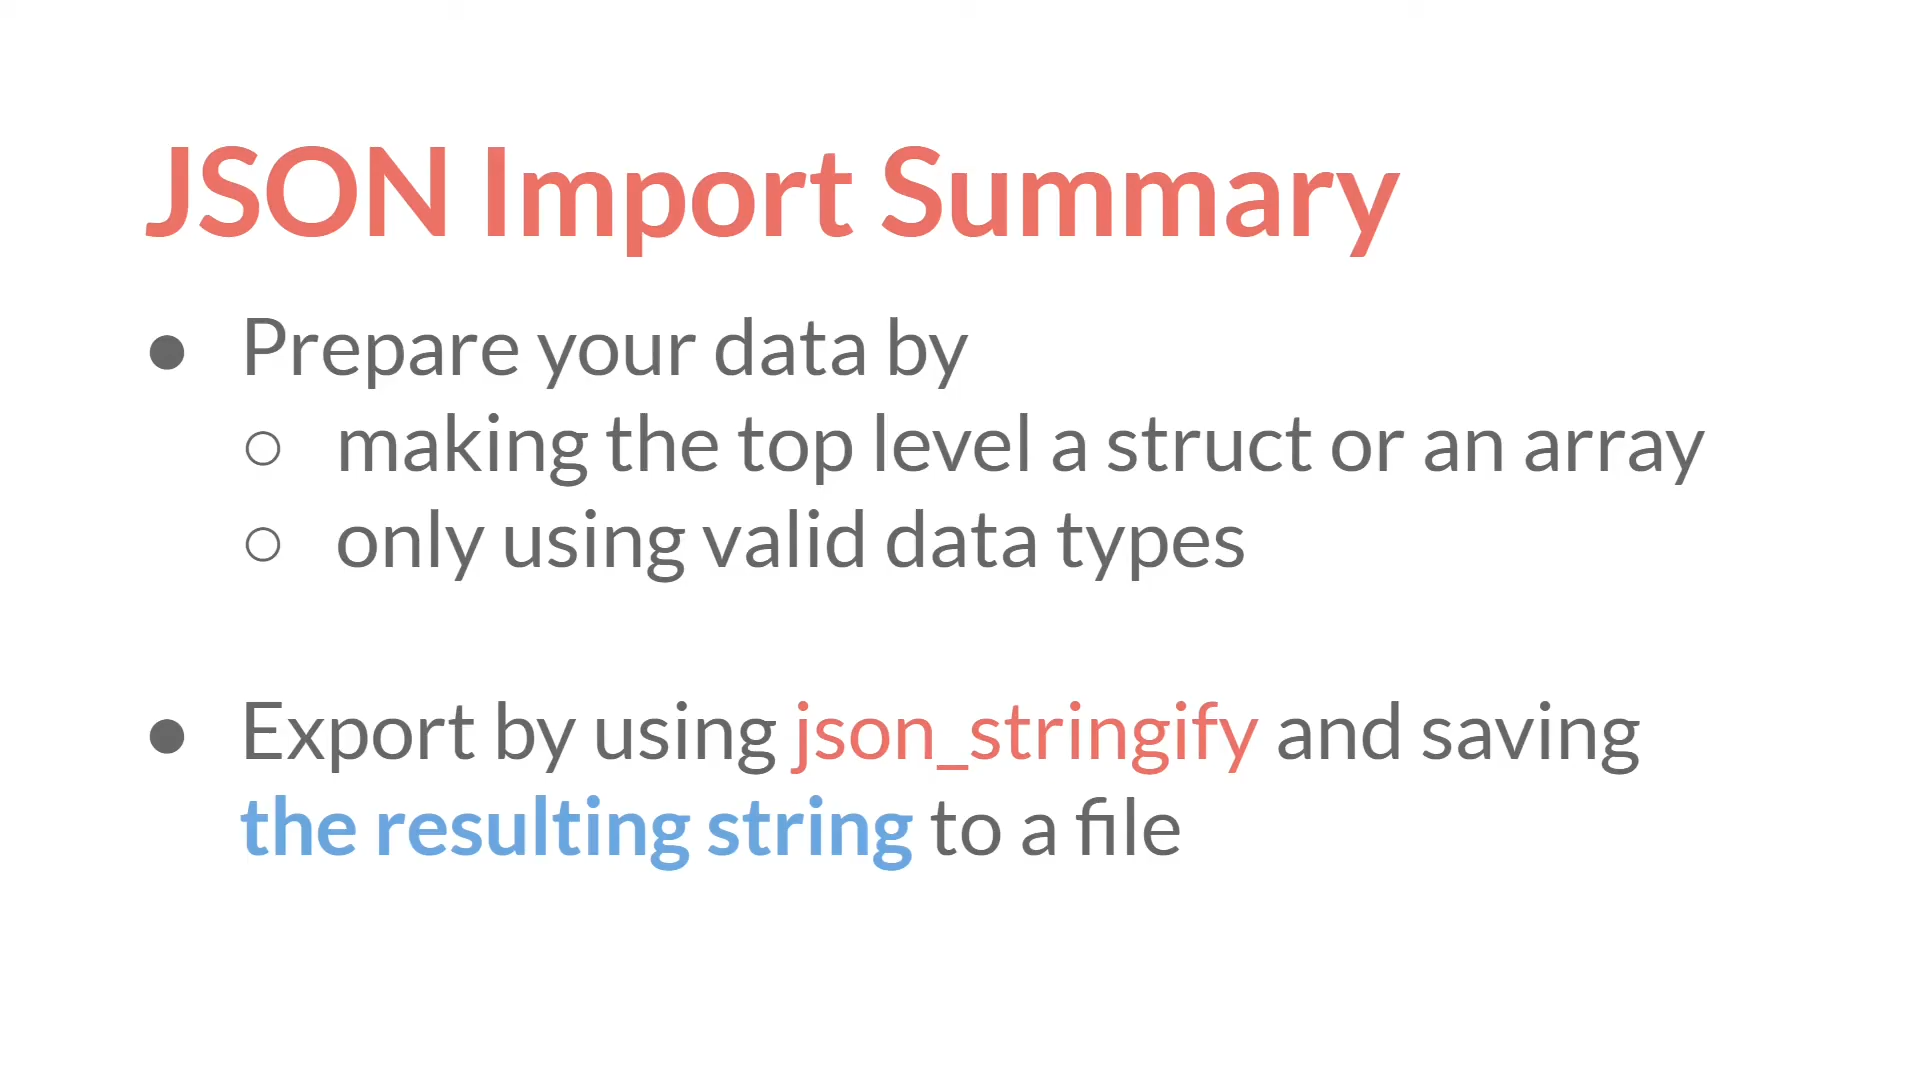 JSON Import Summary
● Prepare your data by
○ making the top level a struct or an array
○ only using valid data types
● Export by using json_stringify and saving
the resulting string to a file